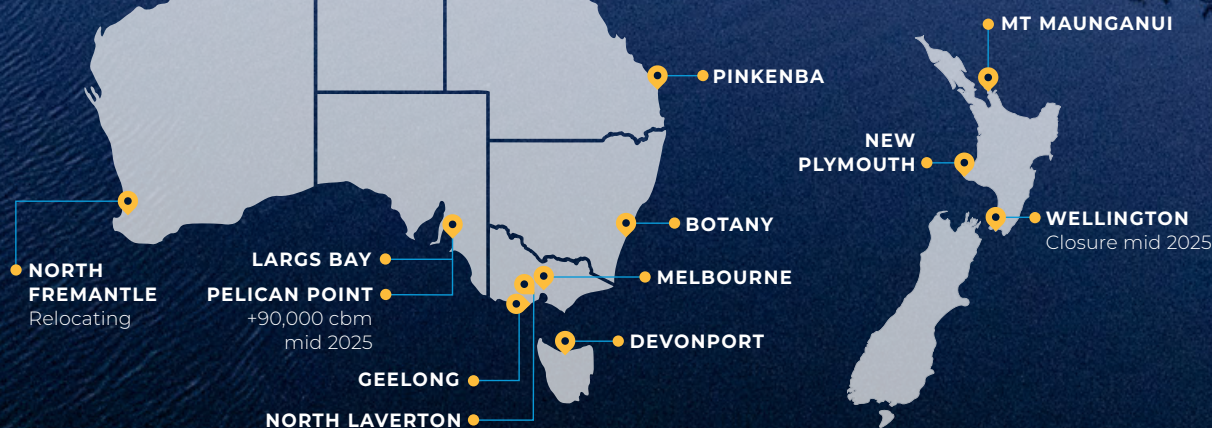 MT MAUNGANUI
PINKENBA
NEW
PLYMOUTH
WELLINGTON
Closure mid 2025
BOTANY
LARGS BAY
NORTH
FREMANTLE
Relocating
PELICAN POINT
+90,000 cbm
mid 2025
MELBOURNE
DEVONPORT
GEELONG
NORTH LAVERTON